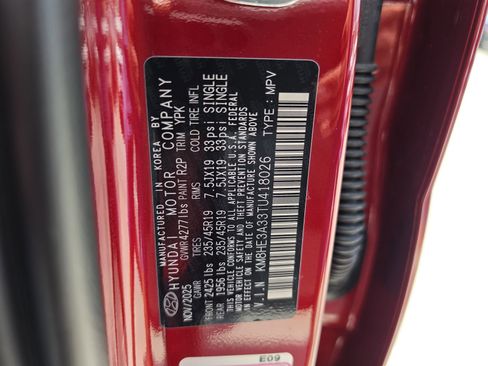 MANUFACTURED IN KOREA BY
HYUNDAI MOTOR COMPANY
NOV/2025 GVWR 4277lbs PAINT R2P TRIM YPK
GAWR TIRES RIMS COLD TIRE INFL
FRONT 2425lbs 235/45R19 7.5JX19 33psi SINGLE
REAR 1956lbs 235/45R19 7.5JX19 33psi SINGLE
THIS VEHICLE CONFORMS TO ALL APPLICABLE U.S. FEDERAL
MOTOR VEHICLE SAFETY AND THEFT PREVENTION STANDARDS
IN EFFECT ON THE DATE OF MANUFACTURE SHOWN ABOVE
V.I.N KM8HE3A33TU418026 TYPE : MPV
E09